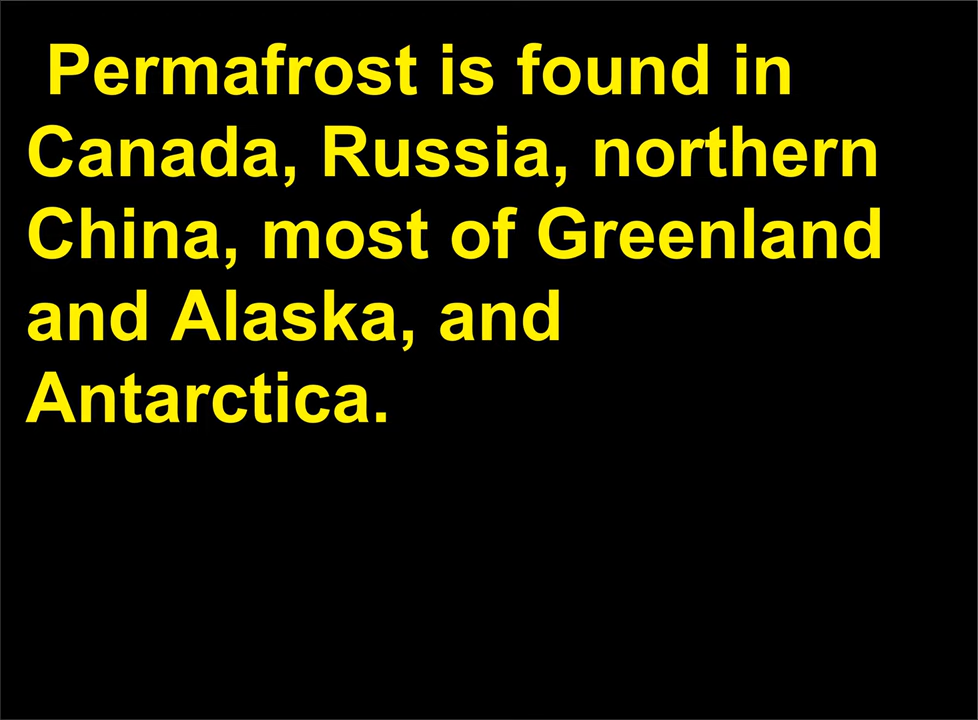 Permafrost is found in
Canada, Russia, northern
China, most of Greenland
and Alaska, and
Antarctica.